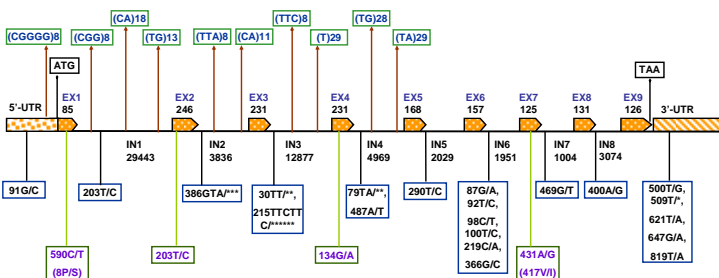 (CGGGG)8 (CGG)8 (CA)18 (TG)13 (TTA)8 (CA)11 (TTC)8 (T)29 (TG)28 (TA)29
ATG TAA
5'-UTR EX1 EX2 EX3 EX4 EX5 EX6 EX7 EX8 EX9 3'-UTR
85 246 231 231 168 157 125 131 126
IN1 IN2 IN3 IN4 IN5 IN6 IN7 IN8
29443 3836 12877 4969 2029 1951 1004 3074
91G/C
203T/C
386GTA/***
30TT/**,
215TTCTT
C/******
79TA/**,
487A/T
290T/C
87G/A,
92T/C,
98C/T,
100T/C,
219C/A,
366G/C
469G/T
400A/G
500T/G,
509T/*,
621T/A,
647G/A,
819T/A
590C/T
(8P/S)
203T/C
134G/A
431A/G
(417V/I)